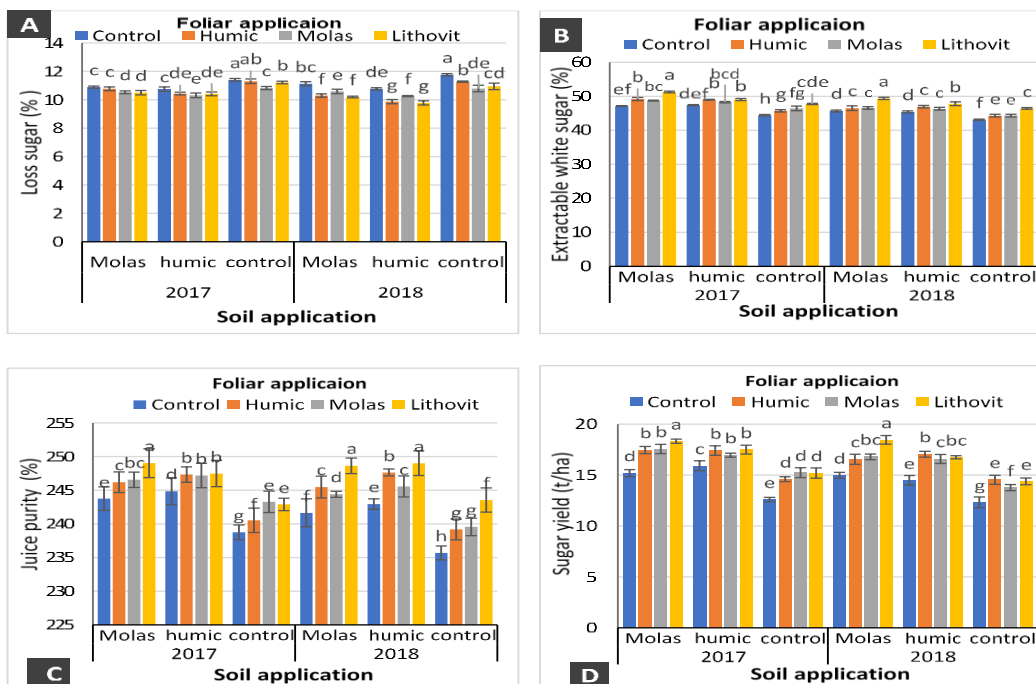 A
Foliar applicaion
Control Humic Molas Lithovit
Loss sugar (%)
14
12
10
8
6
4
2
0
c c d d c de e de a ab c b bc f e f de g f g a b de cd
Molas humic control Molas humic control
2017 2018
Soil application
B
Foliar applicaion
Control Humic Molas Lithovit
Extractable white sugar (%)
60
50
40
30
20
10
0
ef b bc a def b bcd b h g fg cde d c c a d c c b f e e c
Molas humic control Molas humic control
2017 2018
Soil application
C
Foliar applicaion
Control Humic Molas Lithovit
Juice purity (%)
255
250
245
240
235
230
225
e c bc a d b b b g f e e f c d a e b c a h g g f
Molas humic control Molas humic control
2017 2018
Soil application
D
Foliar applicaion
Control Humic Molas Lithovit
Sugar yield (t/ha)
20
15
10
5
0
d b b a c b b b e d d d d c bc a e b c bc g e f e
Molas humic control Molas humic control
2017 2018
Soil application